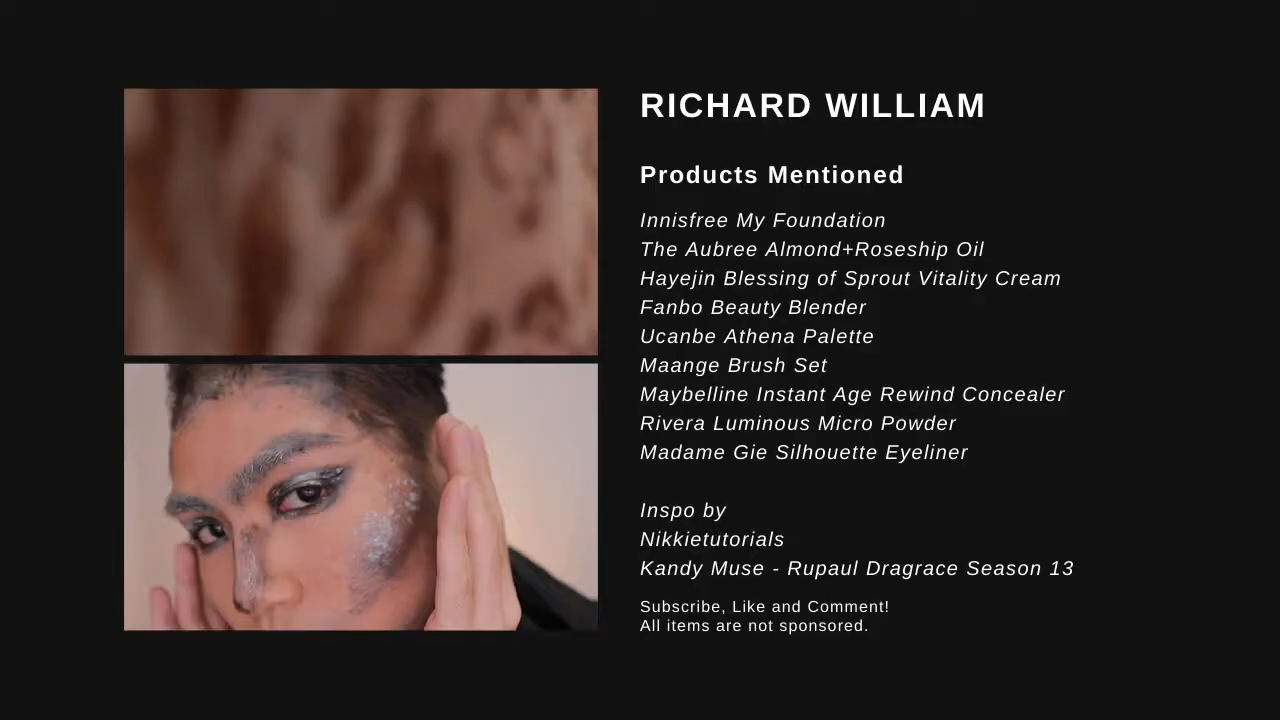 RICHARD WILLIAM
Products Mentioned
Innisfree My Foundation
The Aubree Almond+Roseship Oil
Hayejin Blessing of Sprout Vitality Cream
Fanbo Beauty Blender
Ucanbe Athena Palette
Maange Brush Set
Maybelline Instant Age Rewind Concealer
Rivera Luminous Micro Powder
Madame Gie Silhouette Eyeliner
Inspo by
Nikkietutorials
Kandy Muse - Rupaul Dragrace Season 13
Subscribe, Like and Comment!
All items are not sponsored.